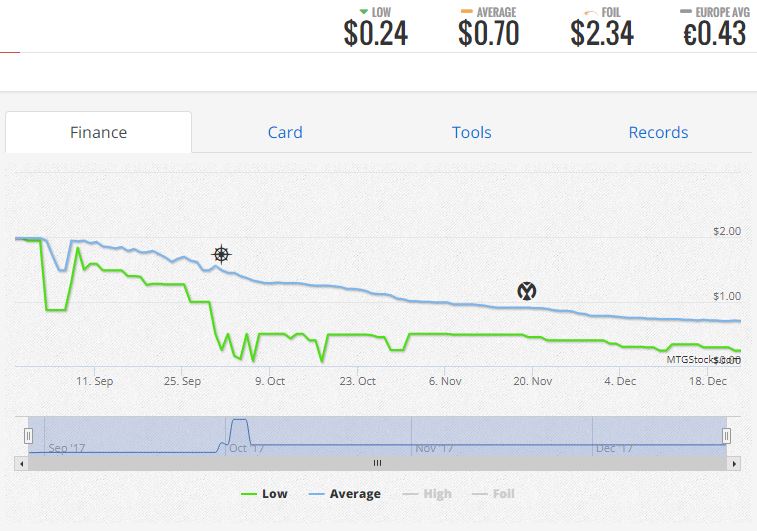 LOW AVERAGE FOIL EUROPE AVG
$0.24 $0.70 $2.34 €0.43
Finance Card Tools Records
$2.00
$1.00
MTGStocks.com
$0.00
11. Sep 25. Sep 9. Oct 23. Oct 6. Nov 20. Nov 4. Dec 18. Dec
Sep '17 Oct '17 Nov '17 Dec '17
Low Average High Foil